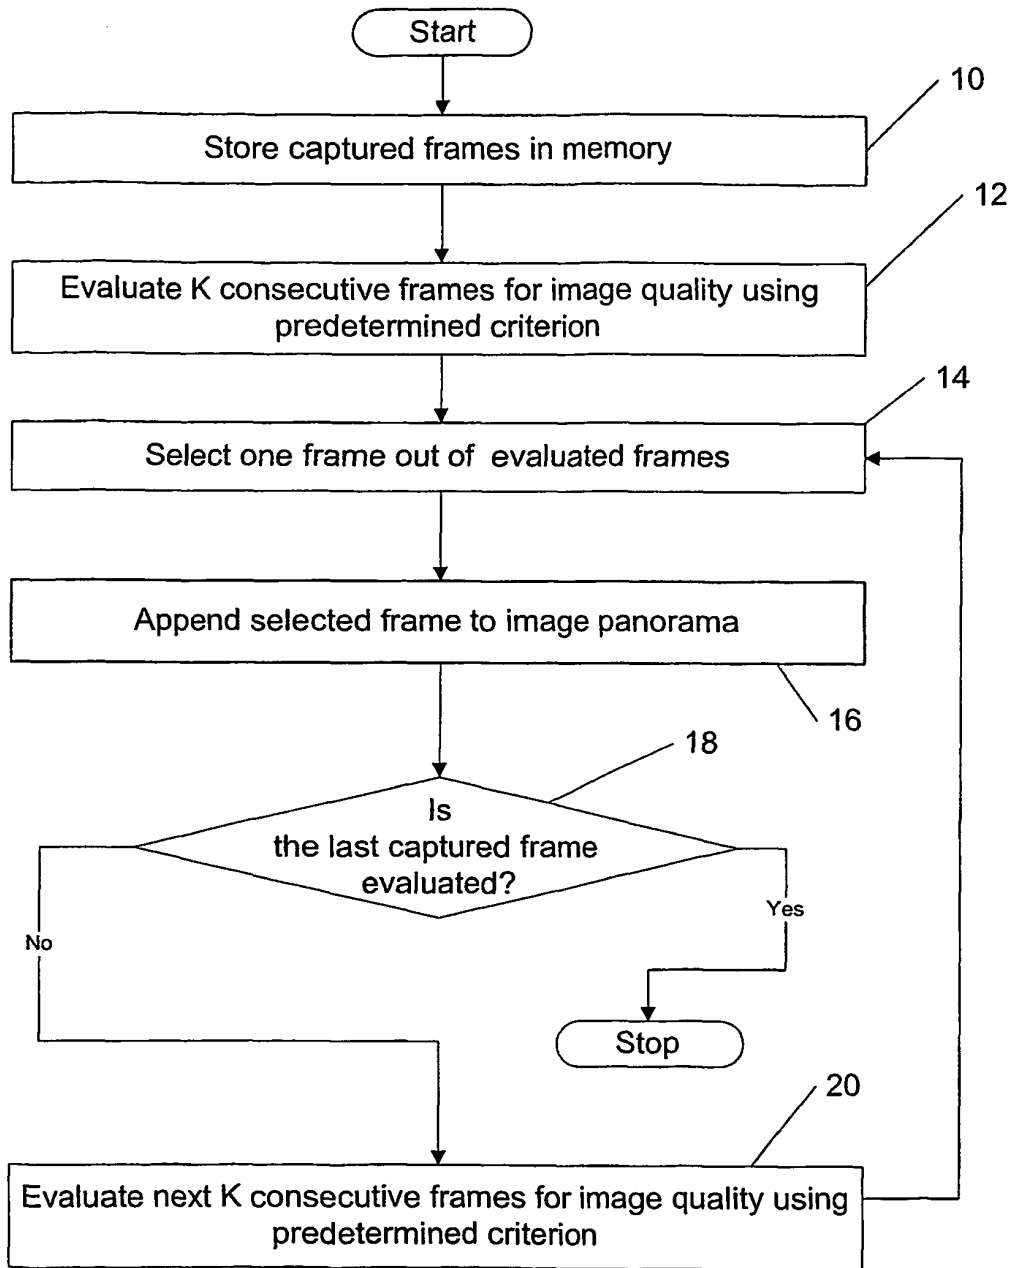 Start
10
Store captured frames in memory
12
Evaluate K consecutive frames for image quality using
predetermined criterion
14
Select one frame out of evaluated frames
Append selected frame to image panorama
16
18
Is
the last captured frame
evaluated?
Yes
No
Stop
20
Evaluate next K consecutive frames for image quality using
predetermined criterion